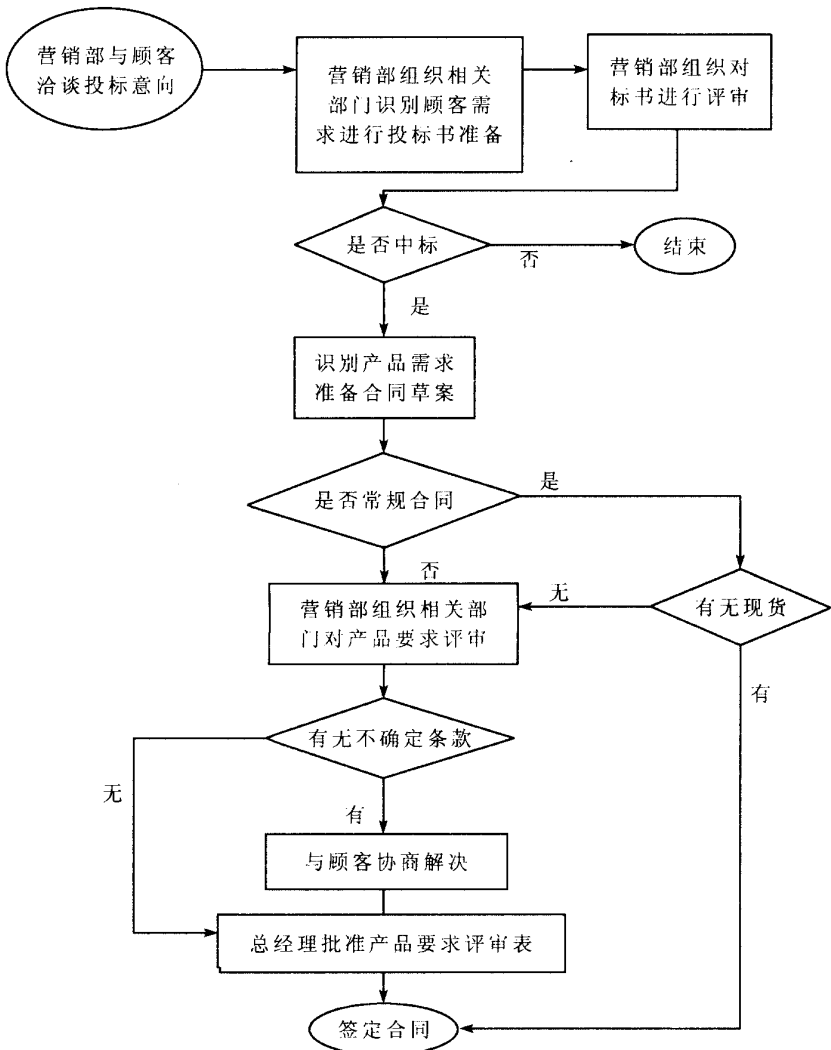 营销部与顾客
洽谈投标意向
营销部组织相关
部门识别顾客需
求进行投标书准备
营销部组织对
标书进行评审
是否中标
否
结束
是
识别产品需求
准备合同草案
是否常规合同
是
否
营销部组织相关部
门对产品要求评审
无
有无现货
有
有无不确定条款
无
有
与顾客协商解决
总经理批准产品要求评审表
签定合同